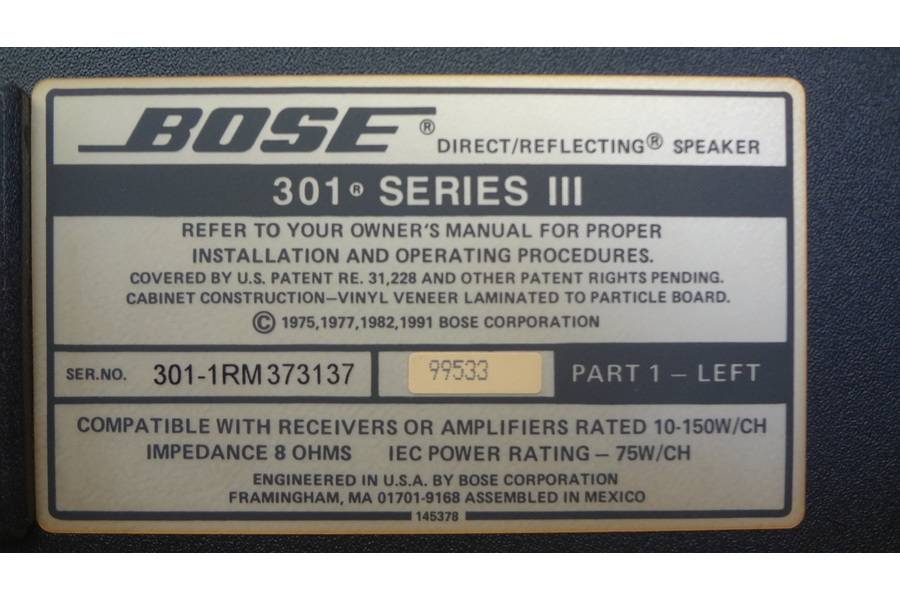 BOSE® DIRECT/REFLECTING® SPEAKER
301® SERIES III
REFER TO YOUR OWNER'S MANUAL FOR PROPER
INSTALLATION AND OPERATING PROCEDURES.
COVERED BY U.S. PATENT RE. 31,228 AND OTHER PATENT RIGHTS PENDING.
CABINET CONSTRUCTION—VINYL VENEER LAMINATED TO PARTICLE BOARD.
© 1975,1977,1982,1991 BOSE CORPORATION
SER.NO. 301-1RM373137 99533 PART 1 – LEFT
COMPATIBLE WITH RECEIVERS OR AMPLIFIERS RATED 10-150W/CH
IMPEDANCE 8 OHMS IEC POWER RATING – 75W/CH
ENGINEERED IN U.S.A. BY BOSE CORPORATION
FRAMINGHAM, MA 01701-9168 ASSEMBLED IN MEXICO
145378